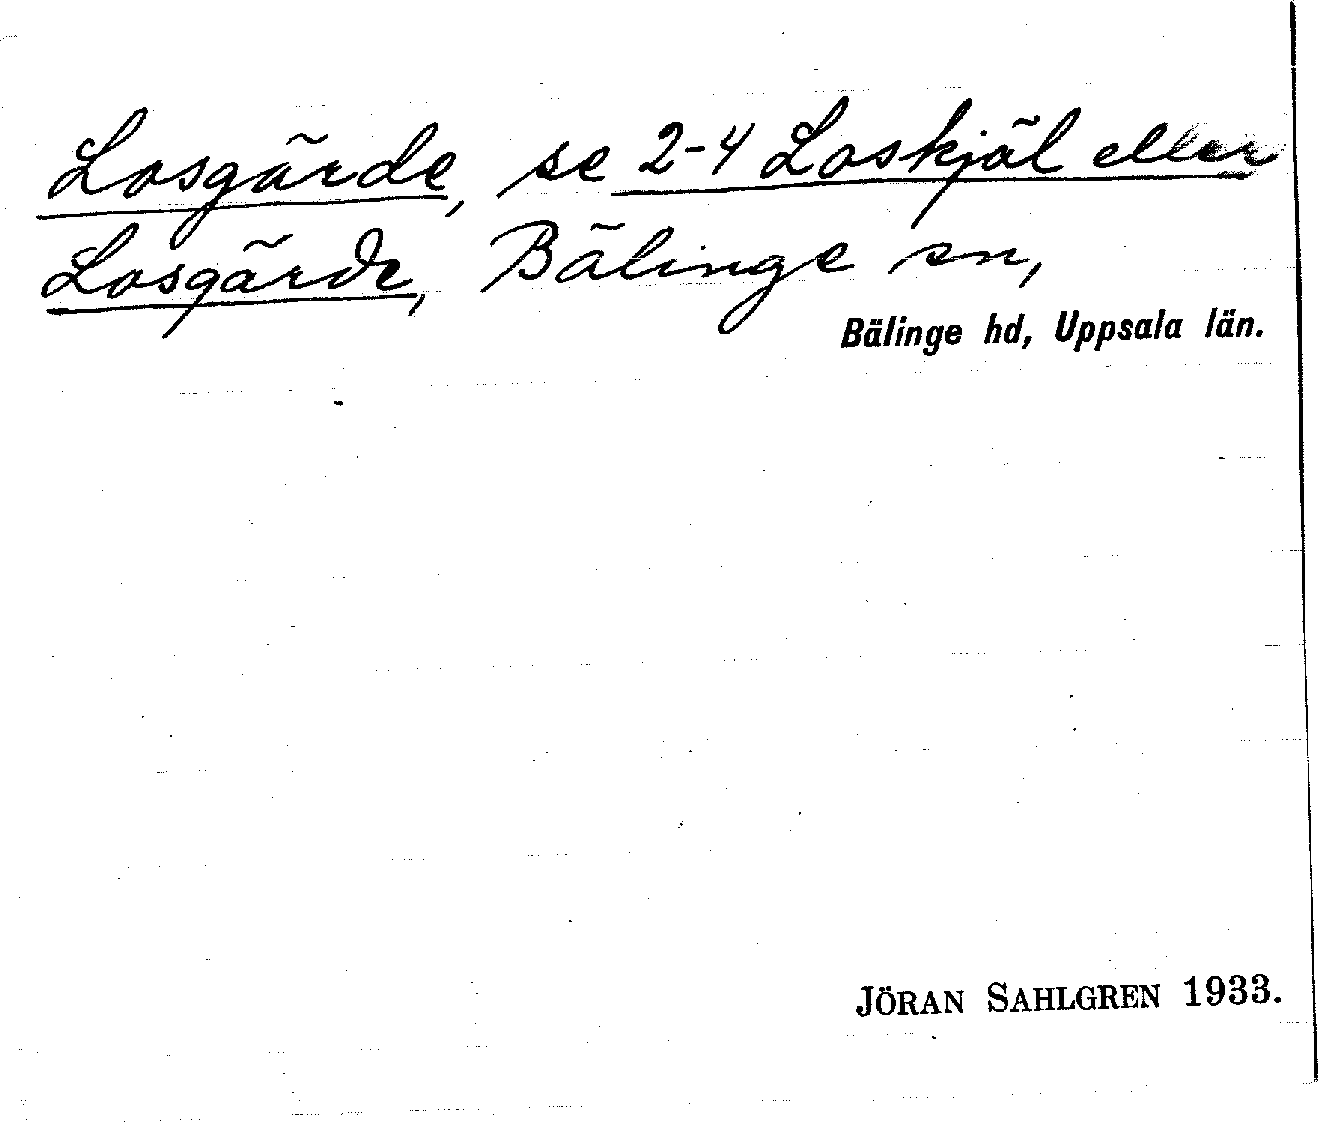 Losgärde, se 2-4 Loskjäl eller
Losgärde, Bälinge sn,
Bälinge hd, Uppsala län.
JÖRAN SAHLGREN 1933.